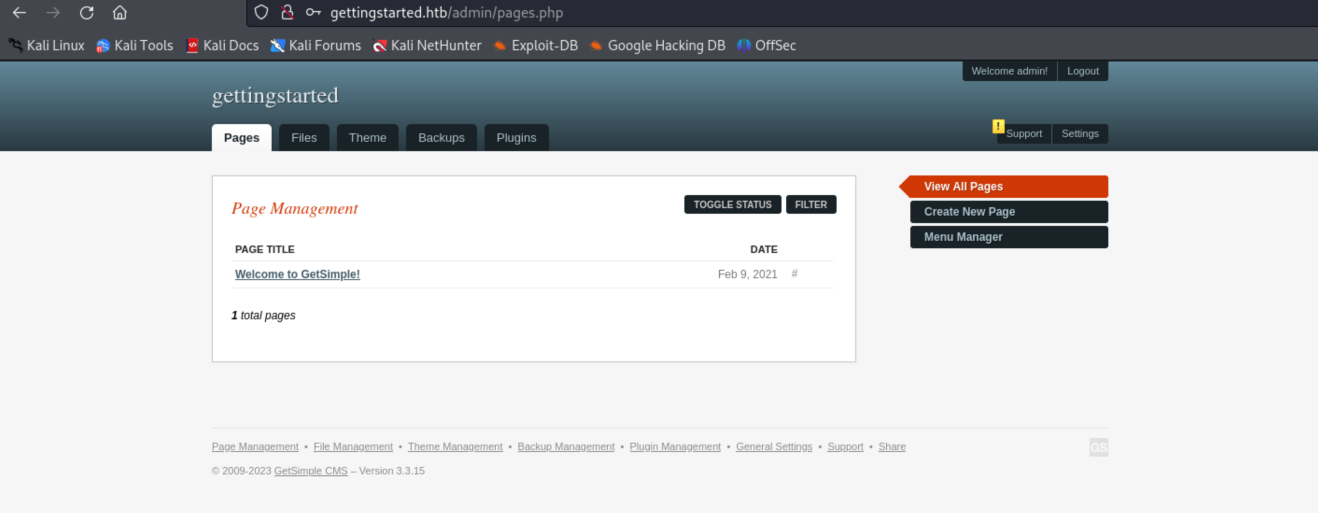 gettingstarted.htb/admin/pages.php
Kali Linux Kali Tools Kali Docs Kali Forums Kali NetHunter Exploit-DB Google Hacking DB OffSec
Welcome admin! Logout
gettingstarted
Pages Files Theme Backups Plugins
! Support Settings
Page Management TOGGLE STATUS FILTER
PAGE TITLE DATE
Welcome to GetSimple! Feb 9, 2021 #
1 total pages
View All Pages
Create New Page
Menu Manager
Page Management • File Management • Theme Management • Backup Management • Plugin Management • General Settings • Support • Share
GS
© 2009-2023 GetSimple CMS – Version 3.3.15